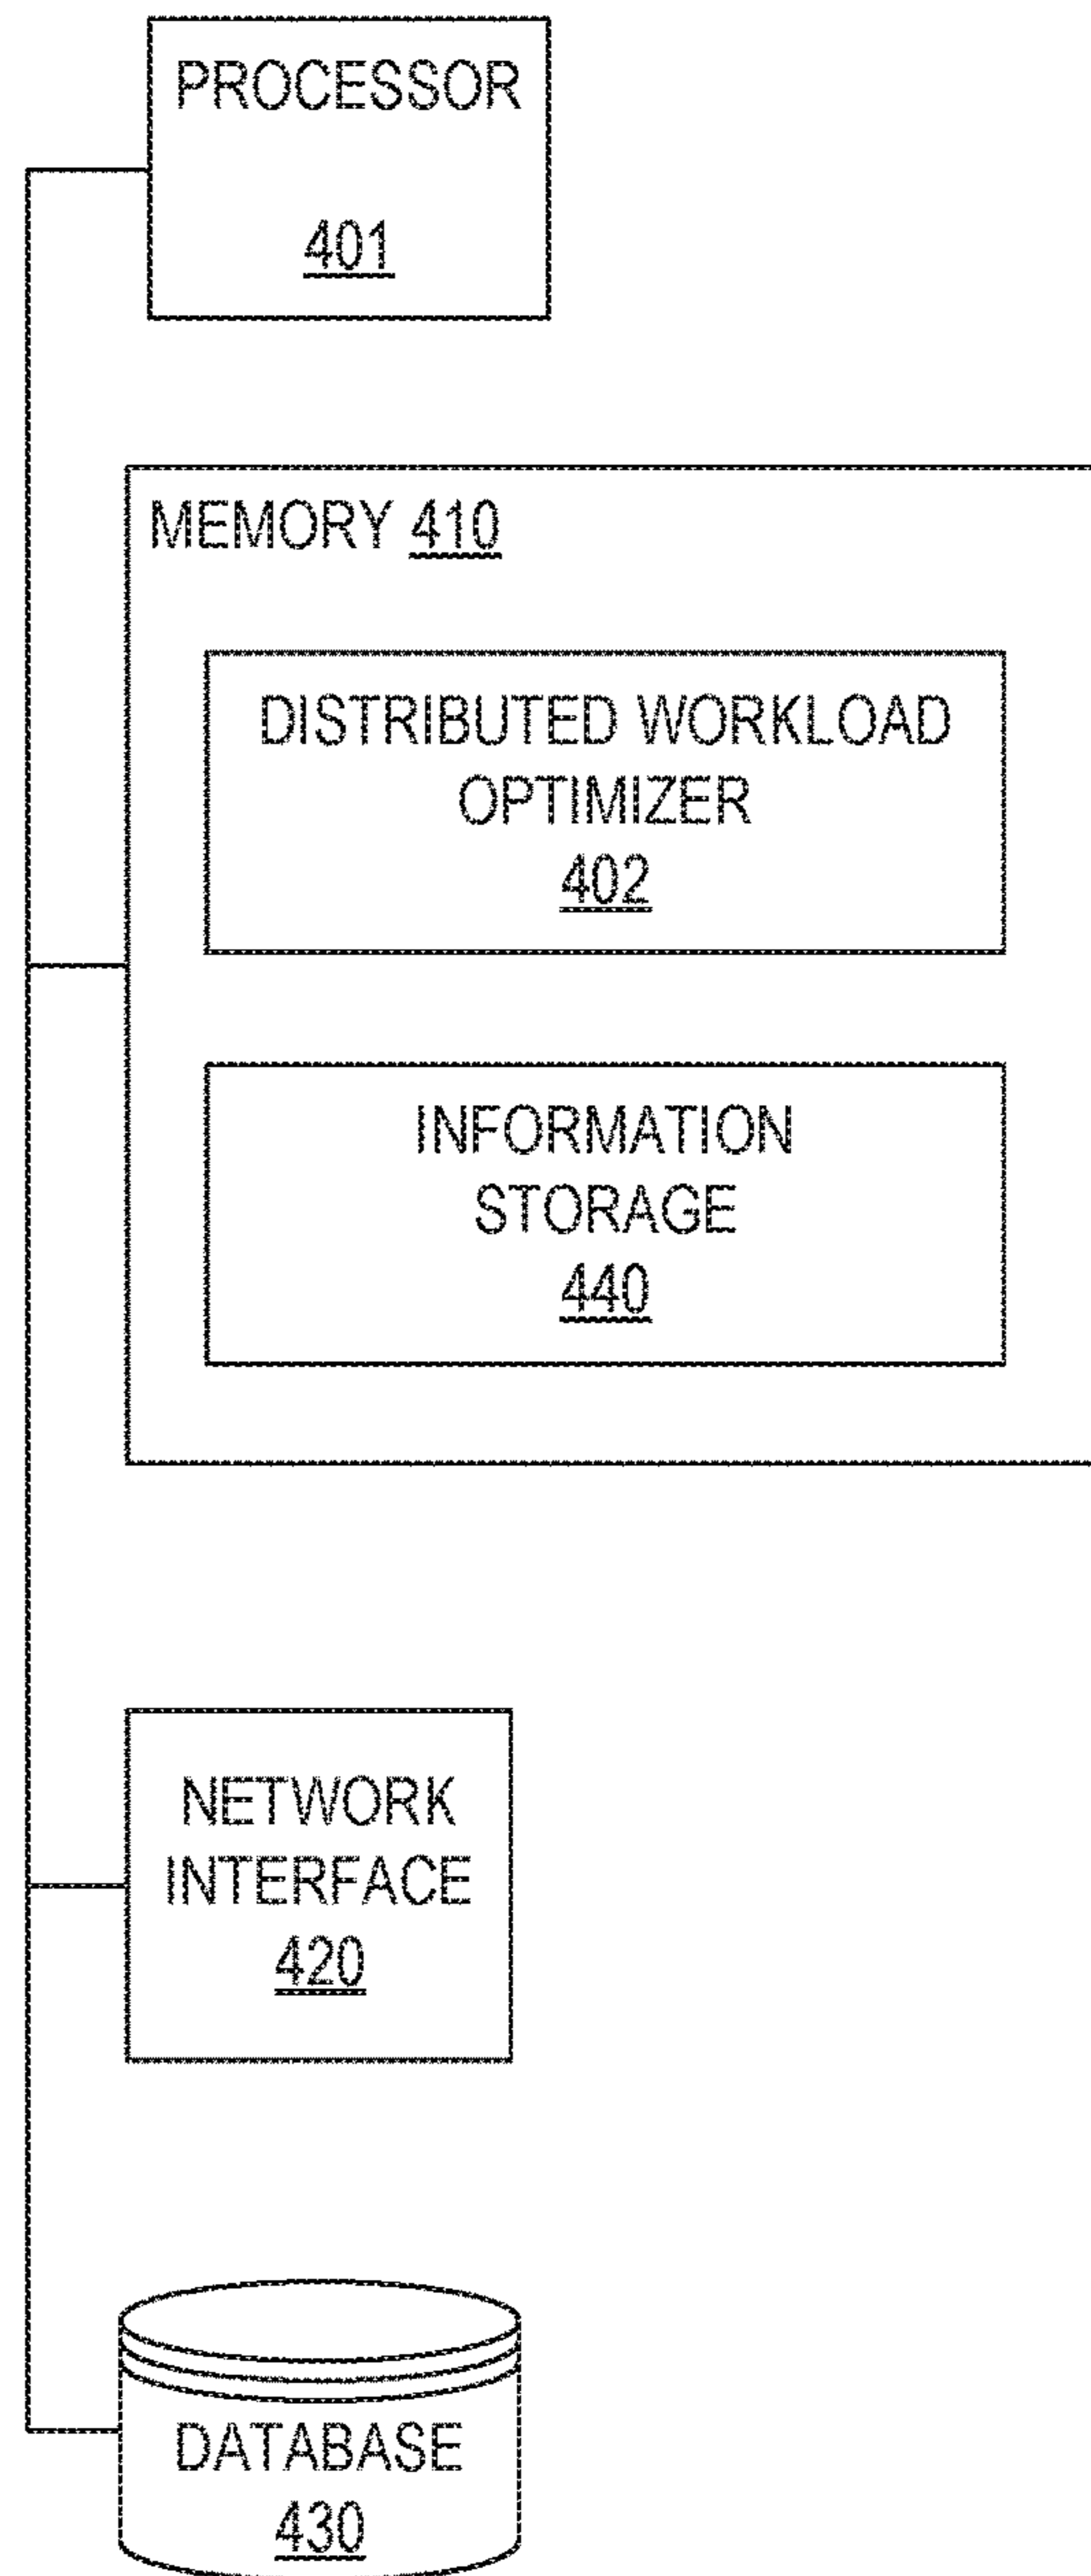 PROCESSOR
401
MEMORY 410
DISTRIBUTED WORKLOAD
OPTIMIZER
402
INFORMATION
STORAGE
440
NETWORK
INTERFACE
420
DATABASE
430